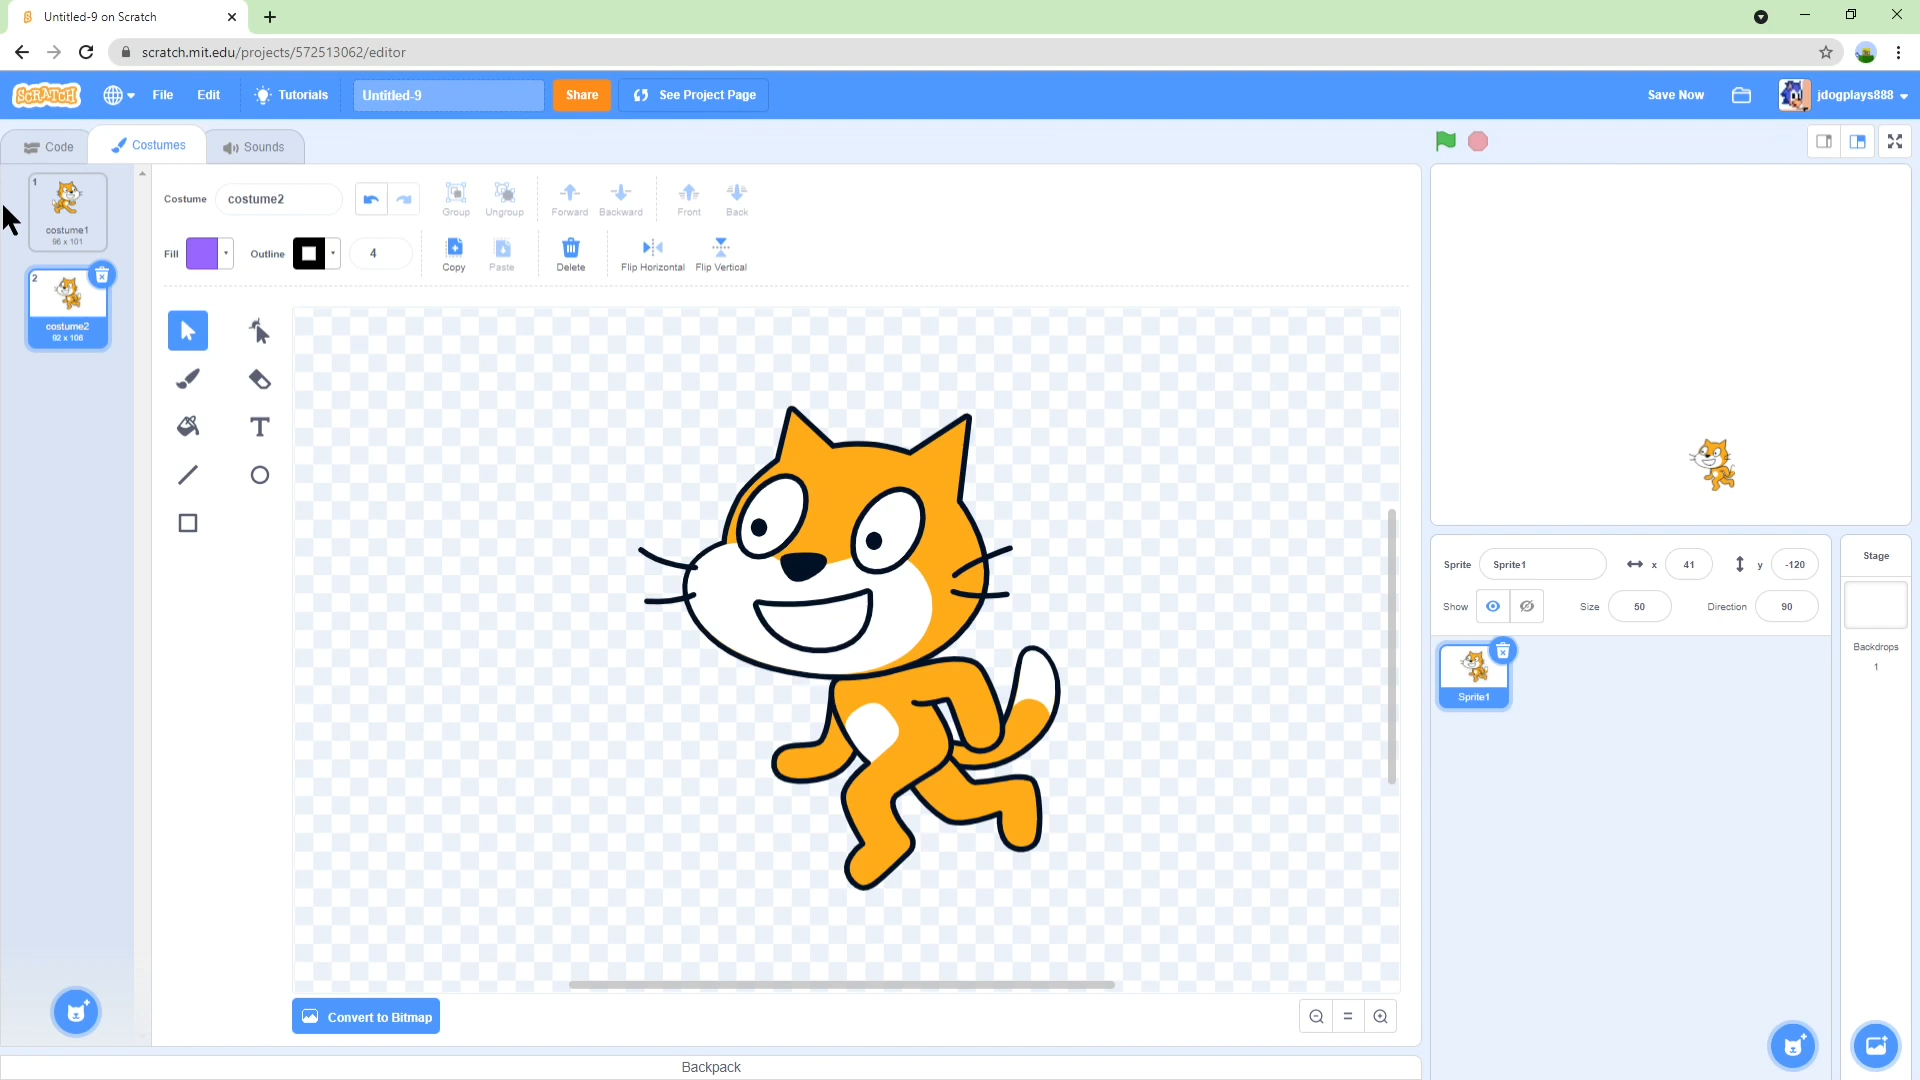 Untitled-9 on Scratch
scratch.mit.edu/projects/572513062/editor
SCRATCH
File
Edit
Tutorials
Untitled-9
Share
See Project Page
Save Now
jdogplays888
Code
Costumes
Sounds
1
costume1
96 x 101
2
costume2
92 x 106
Costume
costume2
Group
Ungroup
Forward
Backward
Front
Back
Fill
Outline
4
Copy
Paste
Delete
Flip Horizontal
Flip Vertical
T
Convert to Bitmap
Backpack
Sprite
Sprite1
x
41
y
-120
Show
Size
50
Direction
90
Sprite1
Stage
Backdrops
1